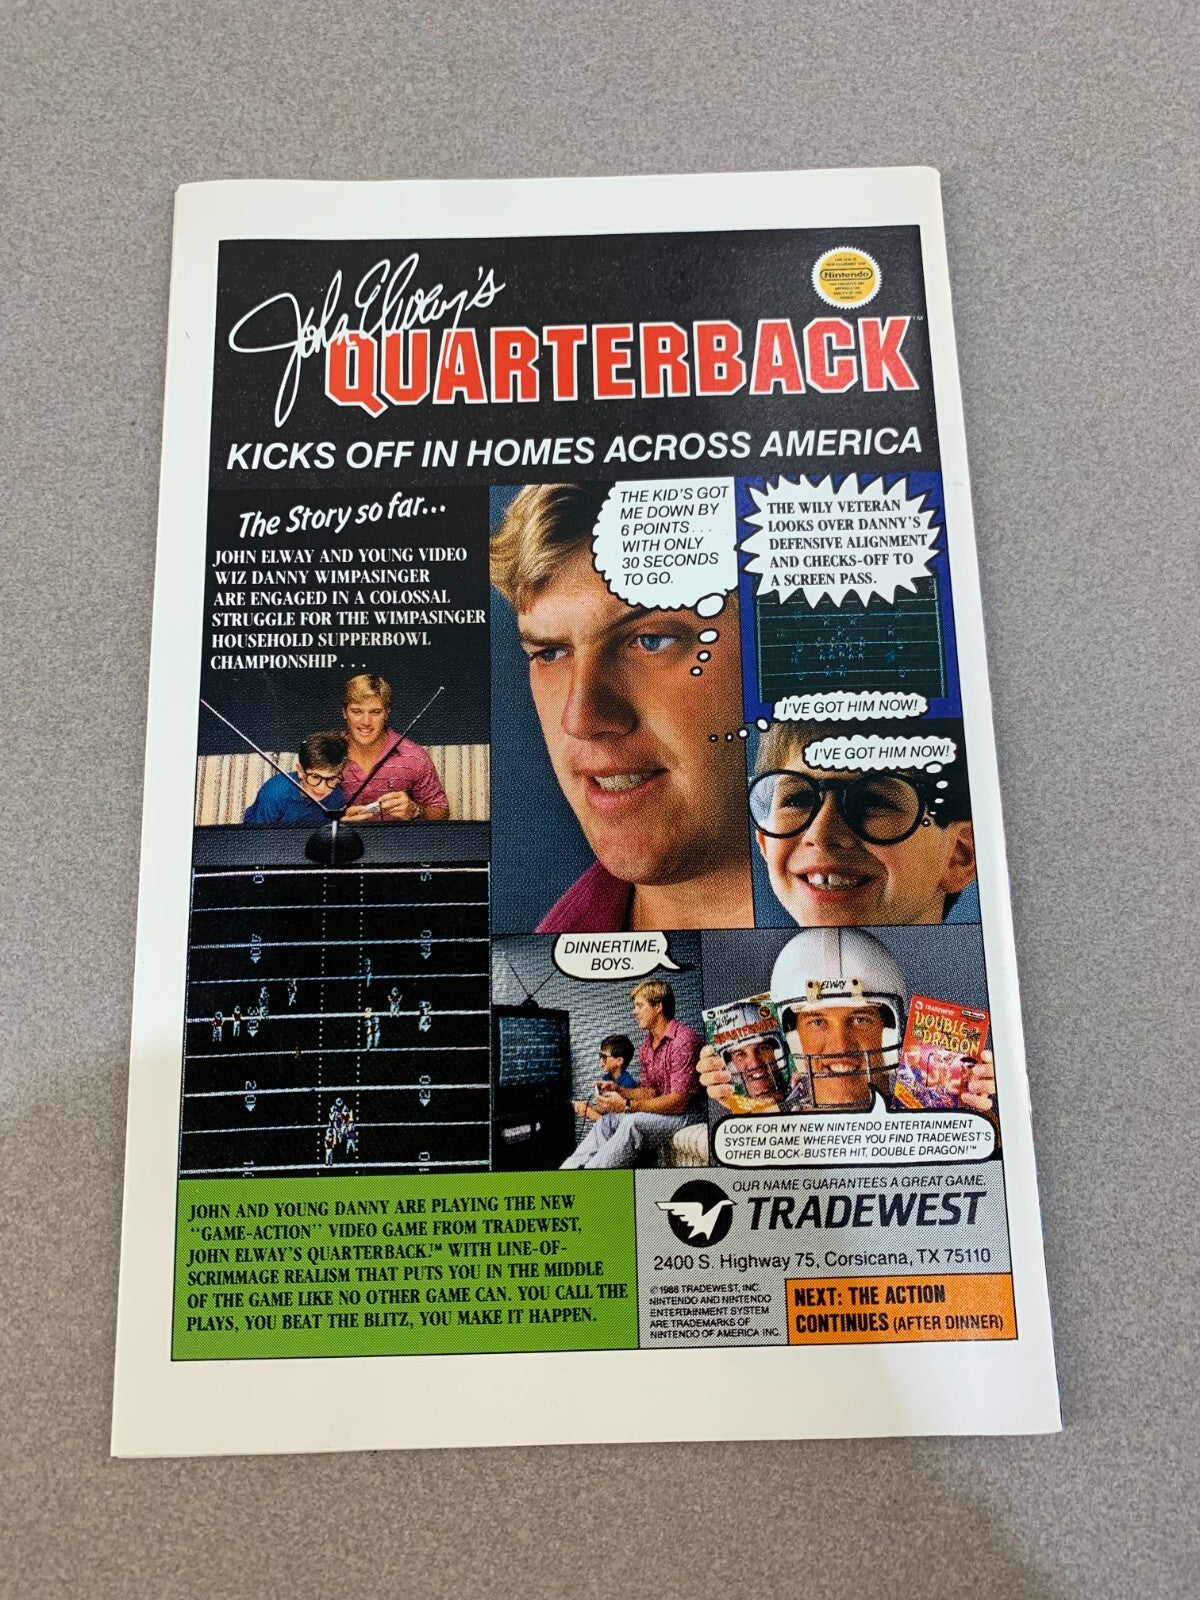 John Elway's
QUARTERBACK™
Nintendo
KICKS OFF IN HOMES ACROSS AMERICA
The Story so far...
JOHN ELWAY AND YOUNG VIDEO
WIZ DANNY WIMPASINGER
ARE ENGAGED IN A COLOSSAL
STRUGGLE FOR THE WIMPASINGER
HOUSEHOLD SUPPERBOWL
CHAMPIONSHIP...
THE KID'S GOT
ME DOWN BY
6 POINTS...
WITH ONLY
30 SECONDS
TO GO.
THE WILY VETERAN
LOOKS OVER DANNY'S
DEFENSIVE ALIGNMENT
AND CHECKS-OFF TO
A SCREEN PASS.
I'VE GOT HIM NOW!
I'VE GOT HIM NOW!
DINNERTIME,
BOYS.
ELWAY
QUARTERBACK
TRADEWEST
DOUBLE
DRAGON
LOOK FOR MY NEW NINTENDO ENTERTAINMENT
SYSTEM GAME WHEREVER YOU FIND TRADEWEST'S
OTHER BLOCK-BUSTER HIT, DOUBLE DRAGON!™
JOHN AND YOUNG DANNY ARE PLAYING THE NEW
"GAME-ACTION" VIDEO GAME FROM TRADEWEST,
JOHN ELWAY'S QUARTERBACK.™ WITH LINE-OF-
SCRIMMAGE REALISM THAT PUTS YOU IN THE MIDDLE
OF THE GAME LIKE NO OTHER GAME CAN. YOU CALL THE
PLAYS, YOU BEAT THE BLITZ, YOU MAKE IT HAPPEN.
OUR NAME GUARANTEES A GREAT GAME.
TRADEWEST
2400 S. Highway 75, Corsicana, TX 75110
© 1988 TRADEWEST, INC.
NINTENDO AND NINTENDO
ENTERTAINMENT SYSTEM
ARE TRADEMARKS OF
NINTENDO OF AMERICA INC.
NEXT: THE ACTION
CONTINUES (AFTER DINNER)